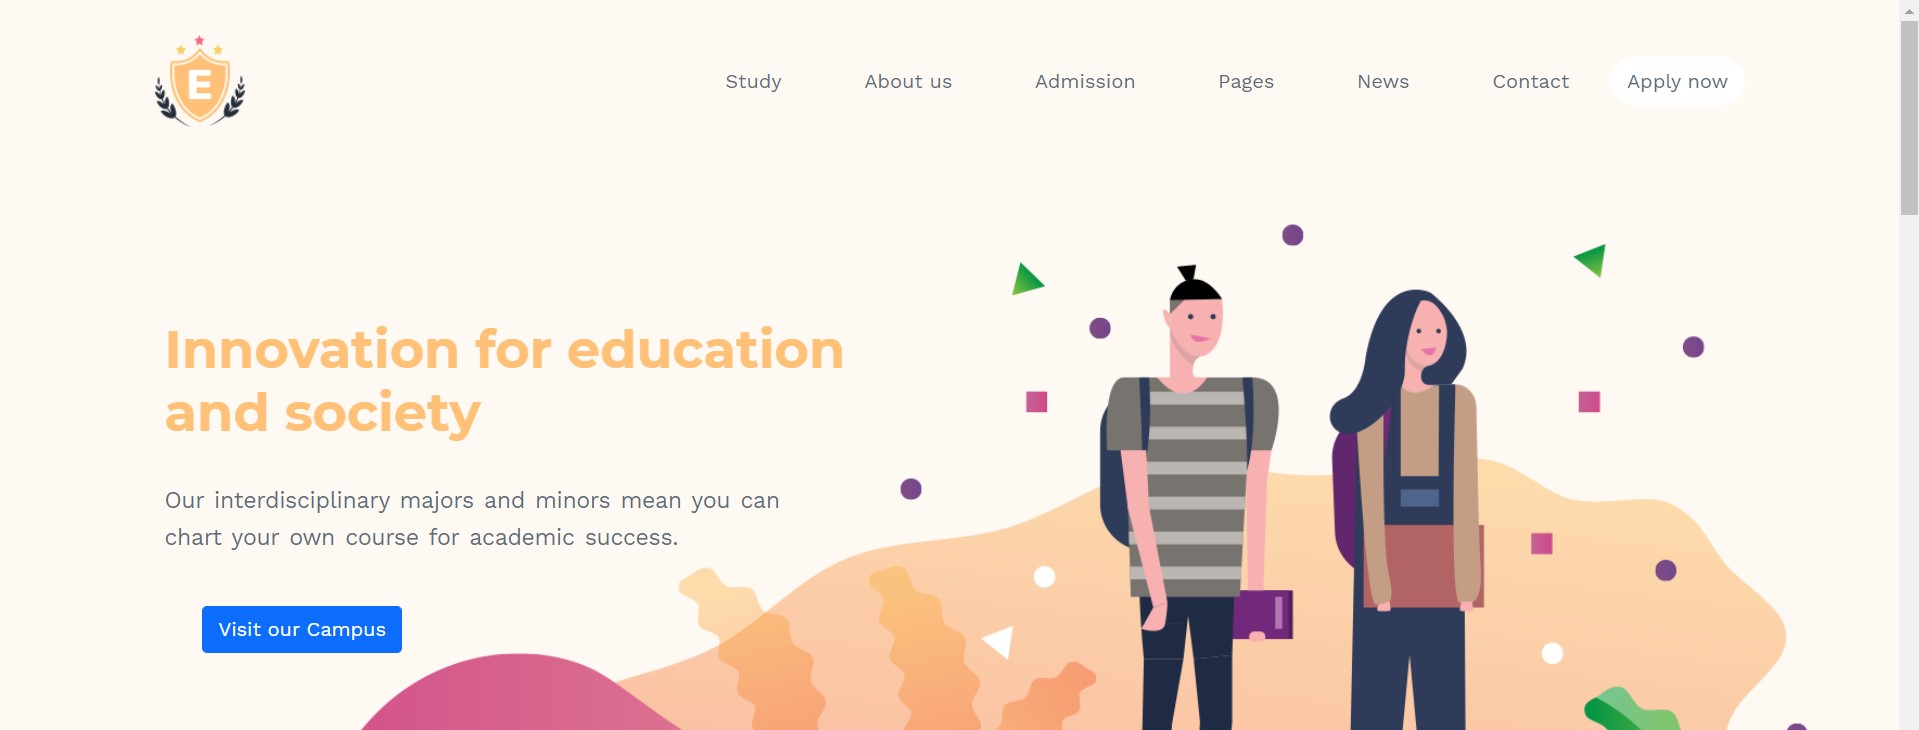 E
Study About us Admission Pages News Contact Apply now
Innovation for education
and society
Our interdisciplinary majors and minors mean you can
chart your own course for academic success.
Visit our Campus